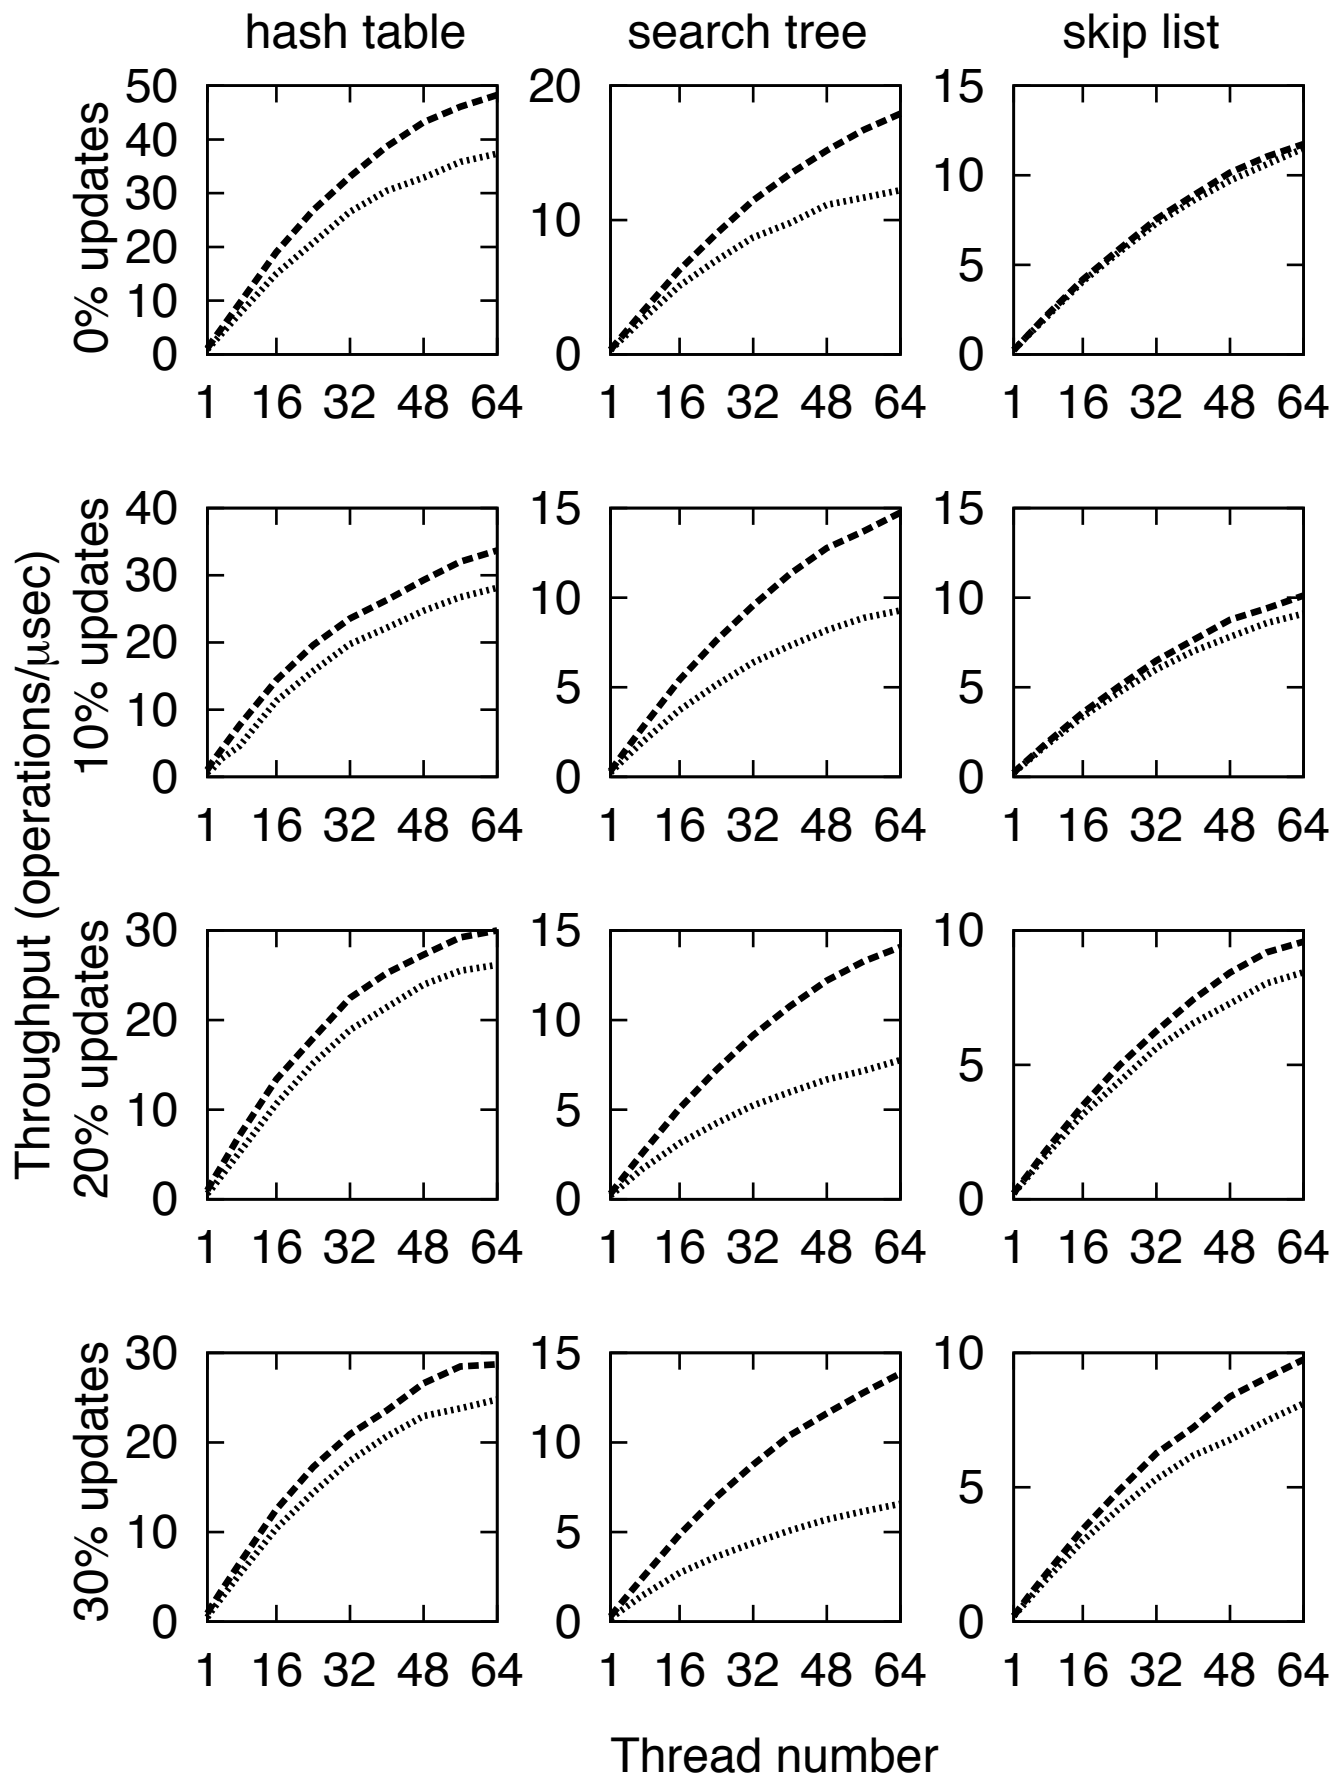 hash table search tree skip list
Throughput (operations/μsec)
0% updates
50 20 15
40
30 10 10
20
10 5
0 0 0
1 16 32 48 64 1 16 32 48 64 1 16 32 48 64
10% updates
40 15 15
30 10 10
20
10 5 5
0 0 0
1 16 32 48 64 1 16 32 48 64 1 16 32 48 64
20% updates
30 15 10
20 10
10 5 5
0 0 0
1 16 32 48 64 1 16 32 48 64 1 16 32 48 64
30% updates
30 15 10
20 10
10 5 5
0 0 0
1 16 32 48 64 1 16 32 48 64 1 16 32 48 64
Thread number